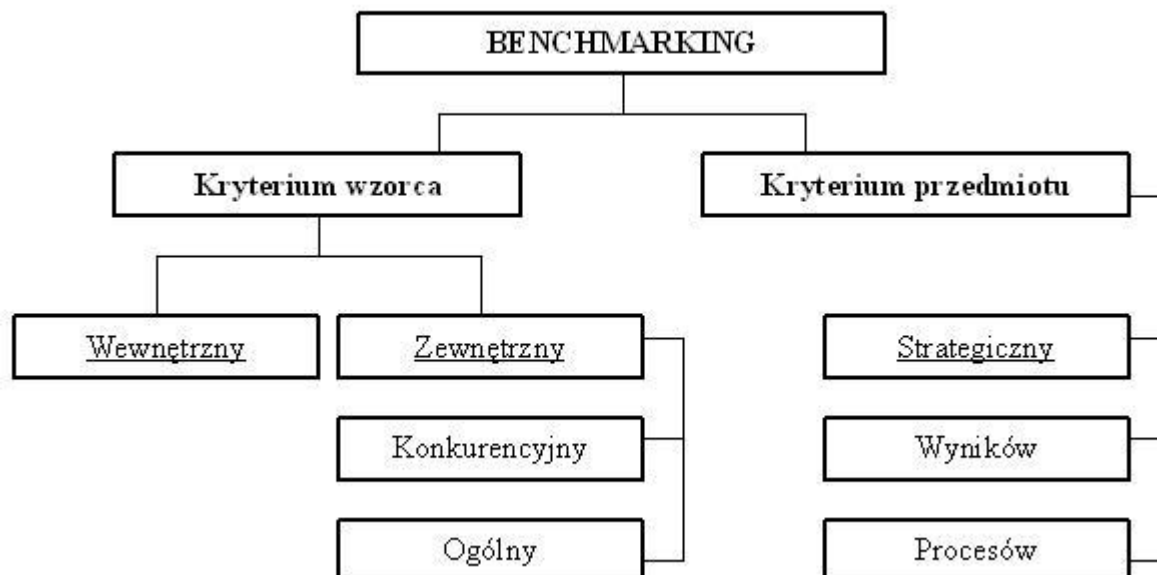 BENCHMARKING
Kryterium wzorca
Kryterium przedmiotu
Wewnętrzny
Zewnętrzny
Strategiczny
Konkurencyjny
Wyników
Ogólny
Procesów